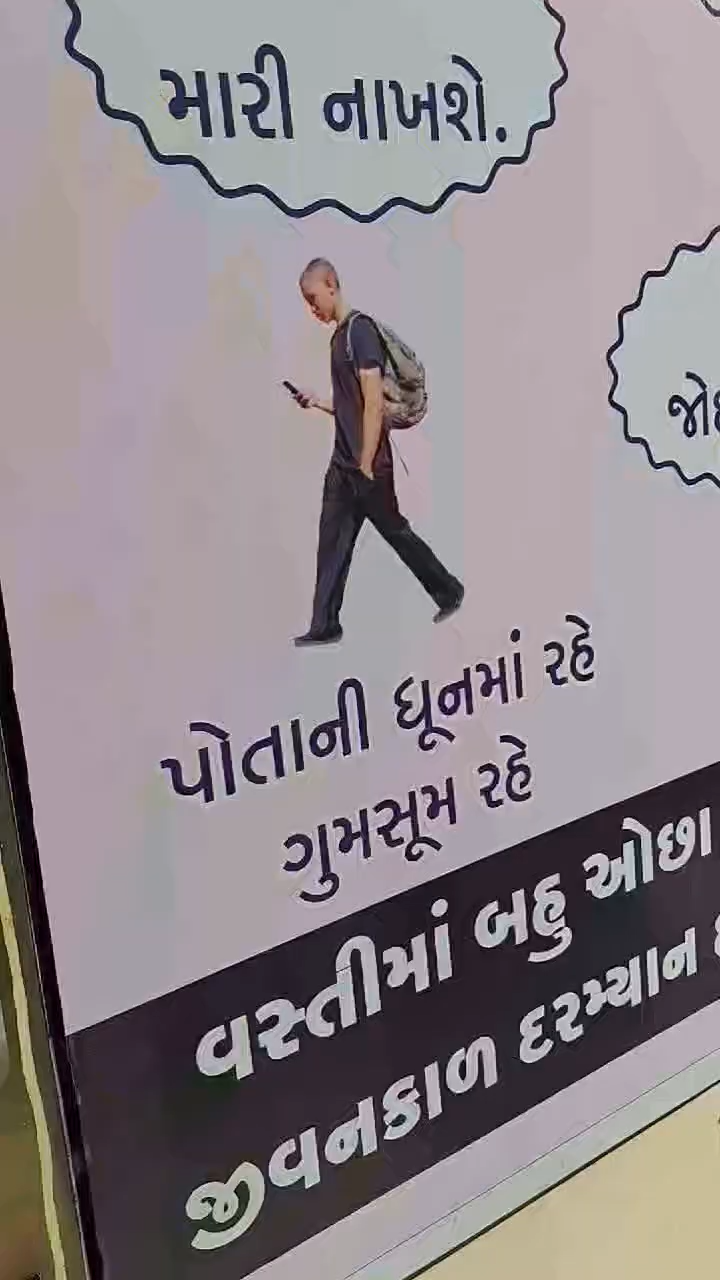 મારી નાખશે.
પોતાની ધૂનમાં રહે
ગુમસૂમ રહે
વસ્તીમાં બહુ ઓછા
જીવનકાળ દરમ્યાન